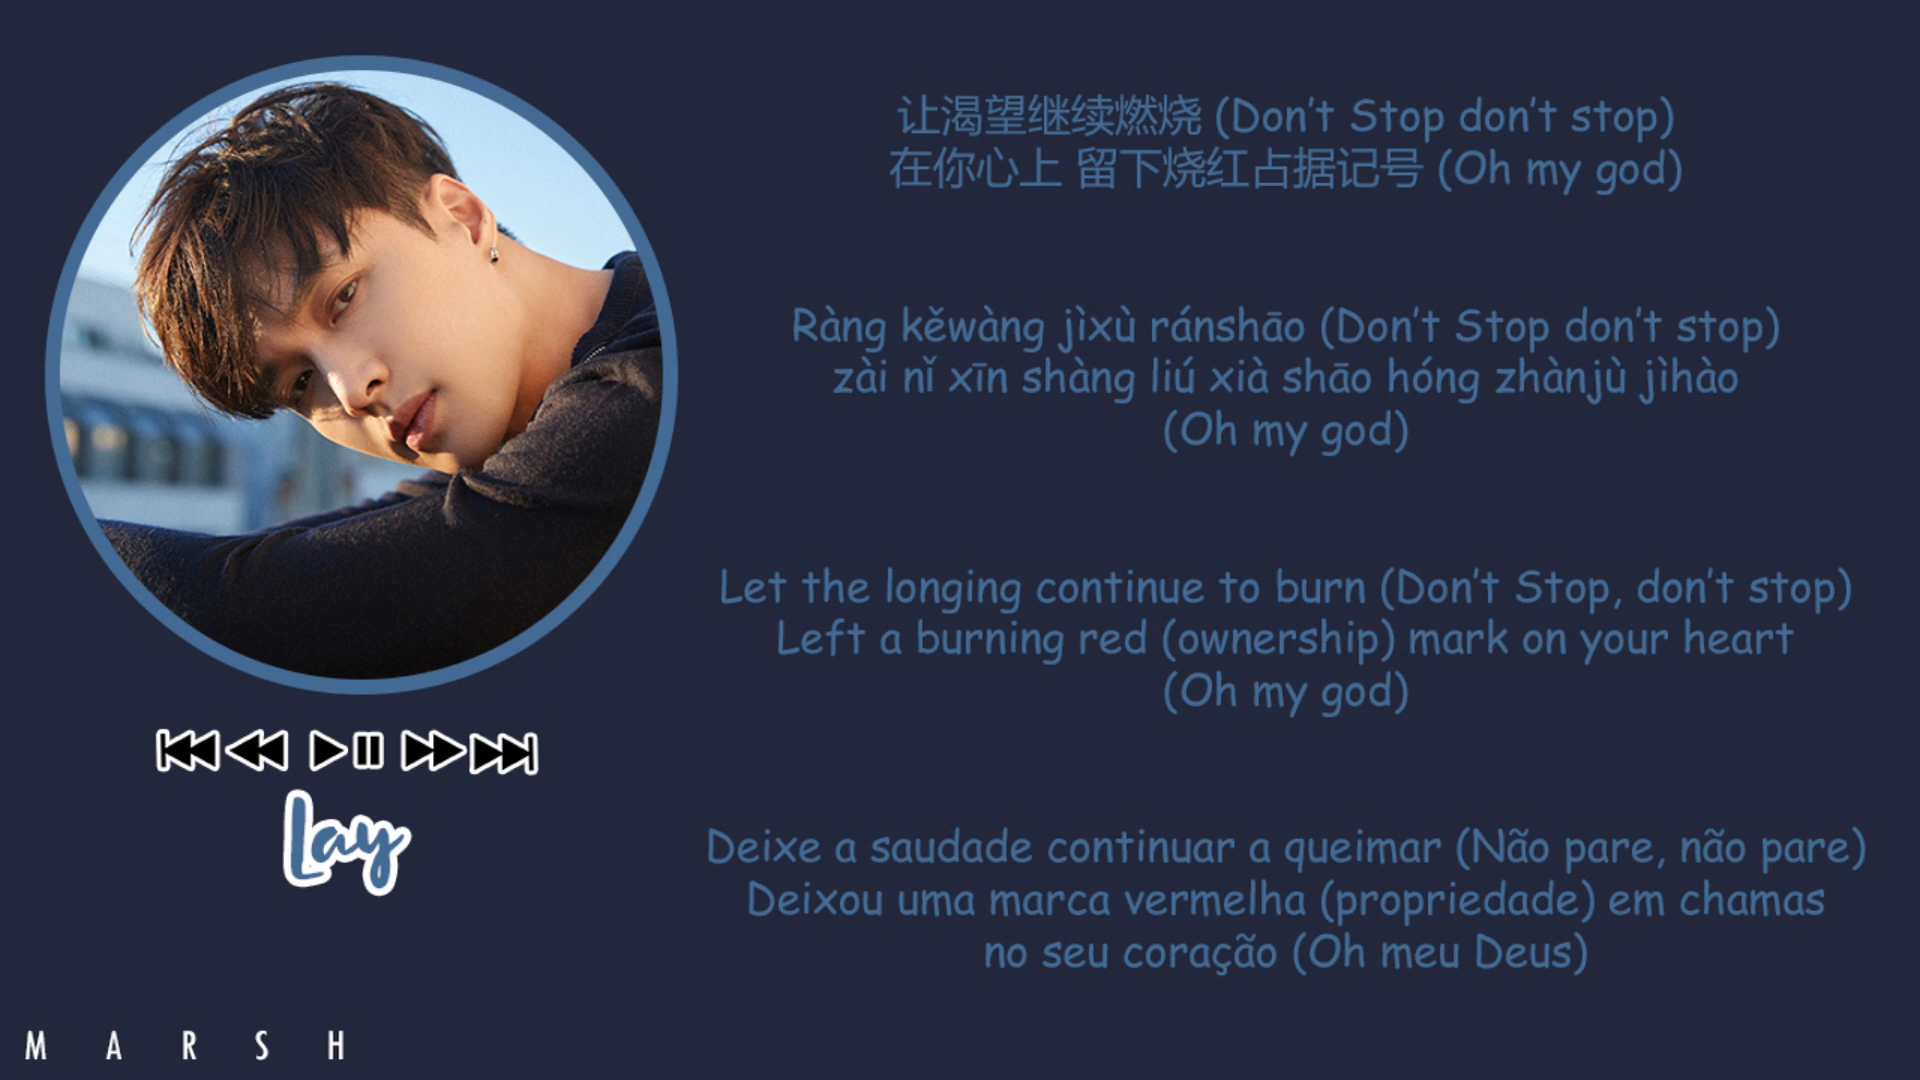 让渴望继续燃烧 (Don't Stop don't stop)
在你心上 留下烧红占据记号 (Oh my god)
Ràng kěwàng jìxù ránshāo (Don't Stop don't stop)
zài nǐ xīn shàng liú xià shāo hóng zhànjù jìhào
(Oh my god)
Let the longing continue to burn (Don't Stop, don't stop)
Left a burning red (ownership) mark on your heart
(Oh my god)
Deixe a saudade continuar a queimar (Não pare, não pare)
Deixou uma marca vermelha (propriedade) em chamas
no seu coração (Oh meu Deus)
Lay
MARSH